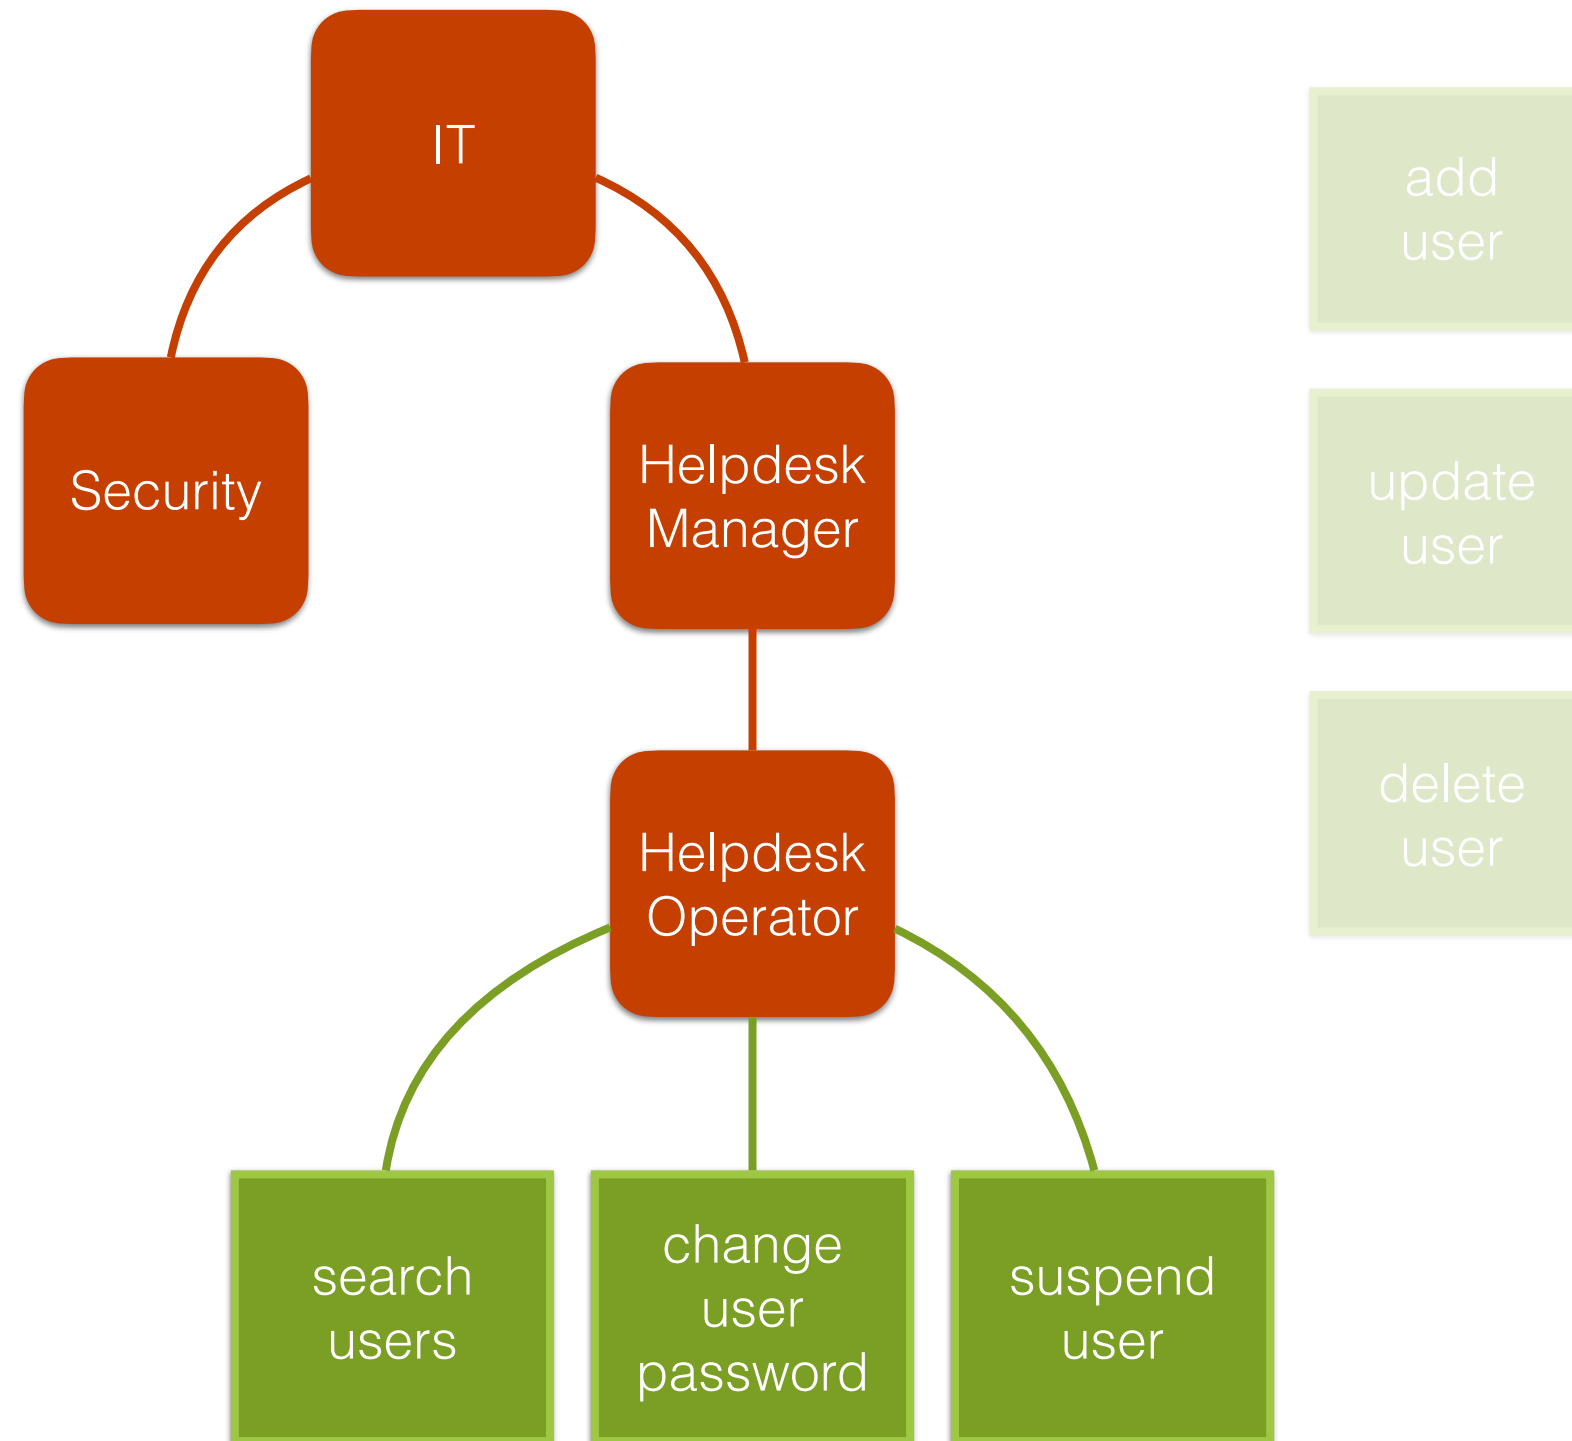 IT
add
user
Security
Helpdesk
Manager
update
user
Helpdesk
Operator
delete
user
search
users
change
user
password
suspend
user